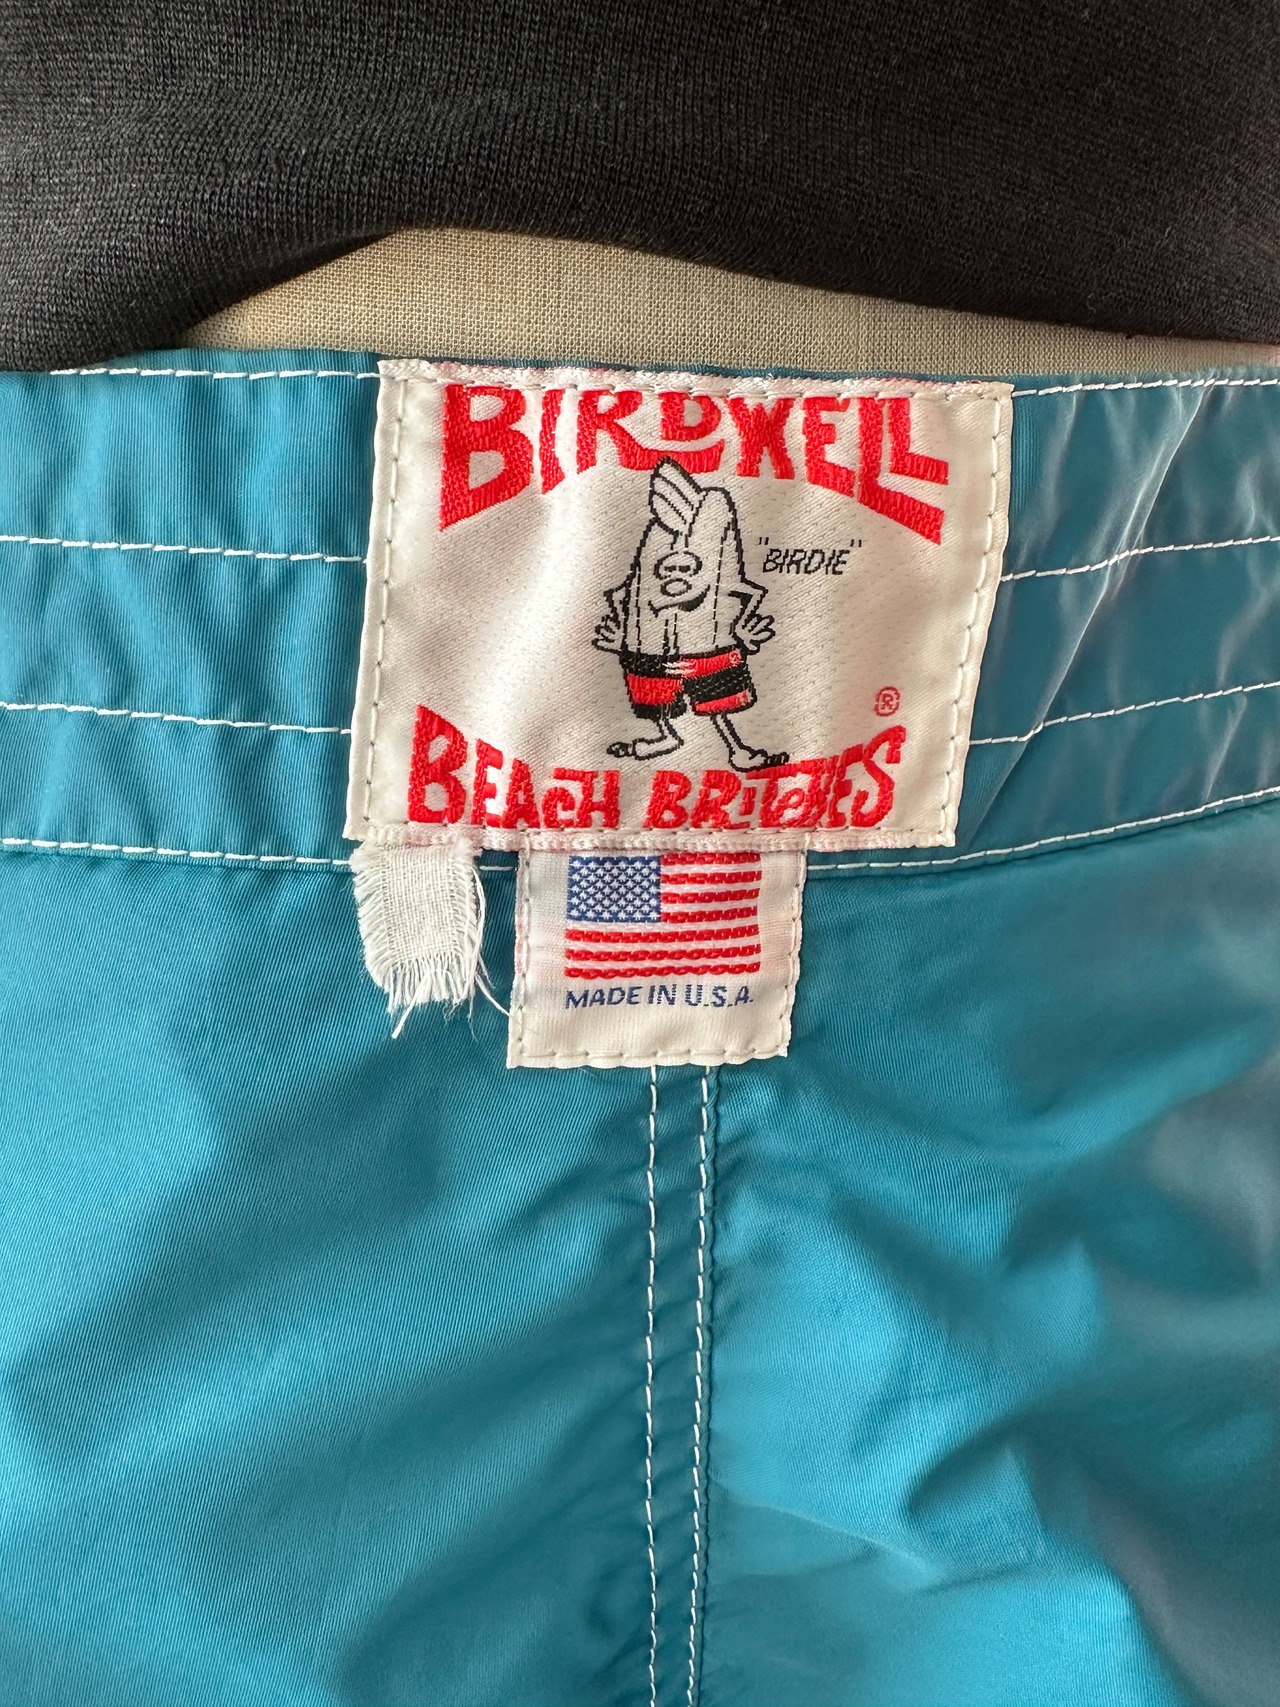 BIRDWELL
"BIRDIE"
®
BEACH BRITCHES
MADE IN U.S.A.